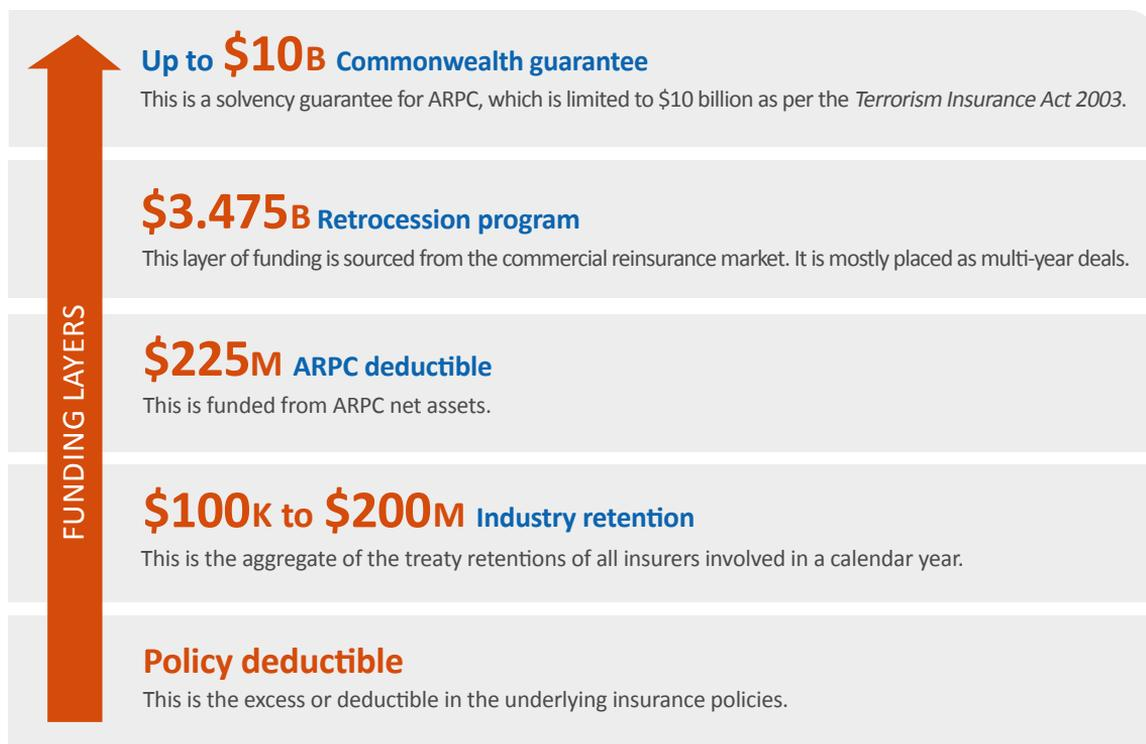 Up to $10B Commonwealth guarantee
This is a solvency guarantee for ARPC, which is limited to $10 billion as per the Terrorism Insurance Act 2003.
$3.475B Retrocession program
This layer of funding is sourced from the commercial reinsurance market. It is mostly placed as multi-year deals.
$225M ARPC deductible
This is funded from ARPC net assets.
$100K to $200M Industry retention
This is the aggregate of the treaty retentions of all insurers involved in a calendar year.
Policy deductible
This is the excess or deductible in the underlying insurance policies.
FUNDING LAYERS